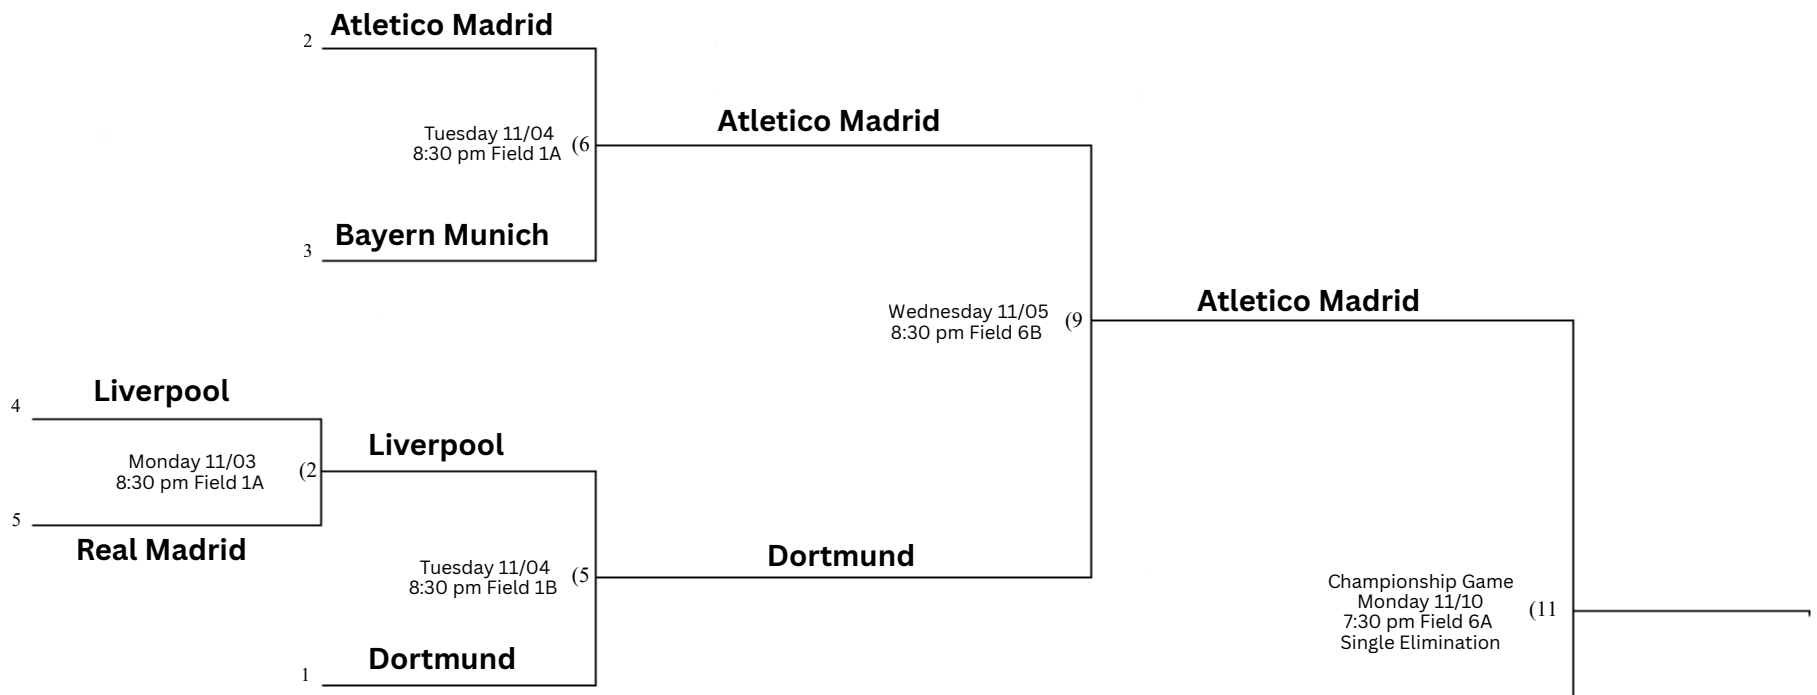 Atletico Madrid
2
Tuesday 11/04
8:30 pm Field 1A
(6
Atletico Madrid
Bayern Munich
3
Wednesday 11/05
8:30 pm Field 6B
(9
Atletico Madrid
Liverpool
4
Monday 11/03
8:30 pm Field 1A
(2
Liverpool
5
Real Madrid
Tuesday 11/04
8:30 pm Field 1B
(5
Dortmund
Dortmund
1
Championship Game
Monday 11/10
7:30 pm Field 6A
Single Elimination
(11